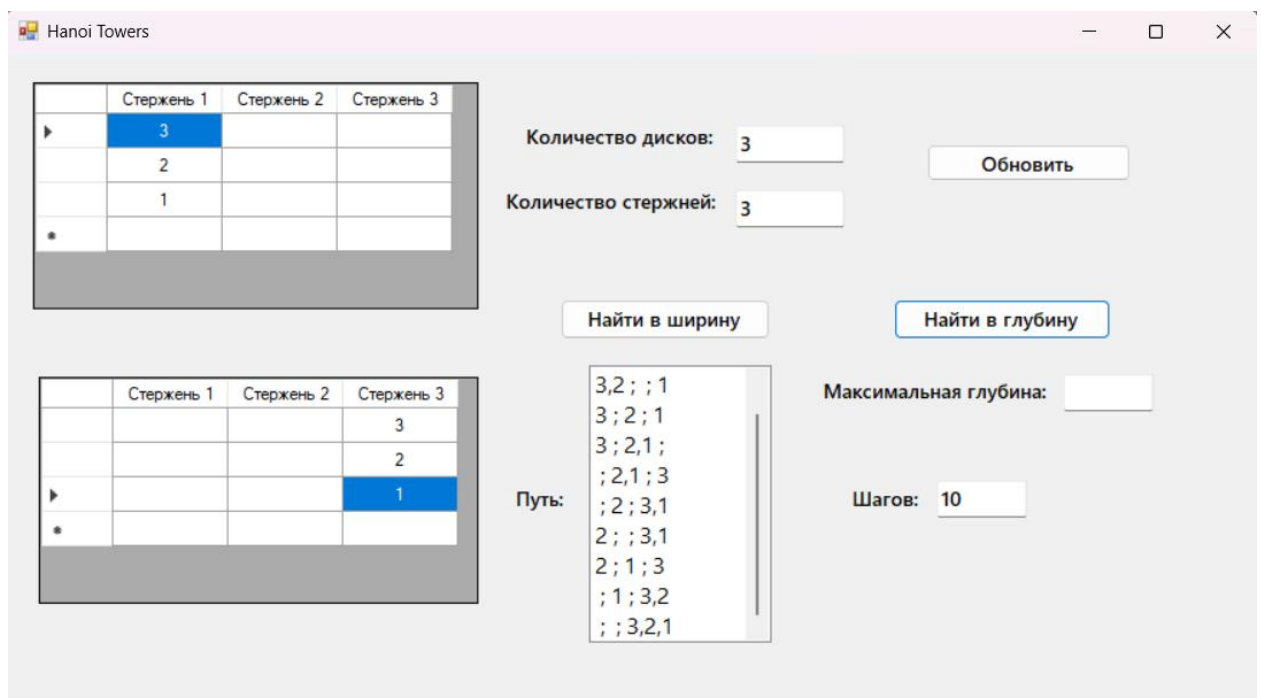 Hanoi Towers
Стержень 1 Стержень 2 Стержень 3
3
2
1
Количество дисков: 3
Количество стержней: 3
Обновить
Найти в ширину
Найти в глубину
Стержень 1 Стержень 2 Стержень 3
3
2
1
Путь:
3,2 ; ; 1
3 ; 2 ; 1
3 ; 2,1 ;
; 2,1 ; 3
; 2 ; 3,1
2 ; ; 3,1
2 ; 1 ; 3
; 1 ; 3,2
; ; 3,2,1
Максимальная глубина:
Шагов: 10